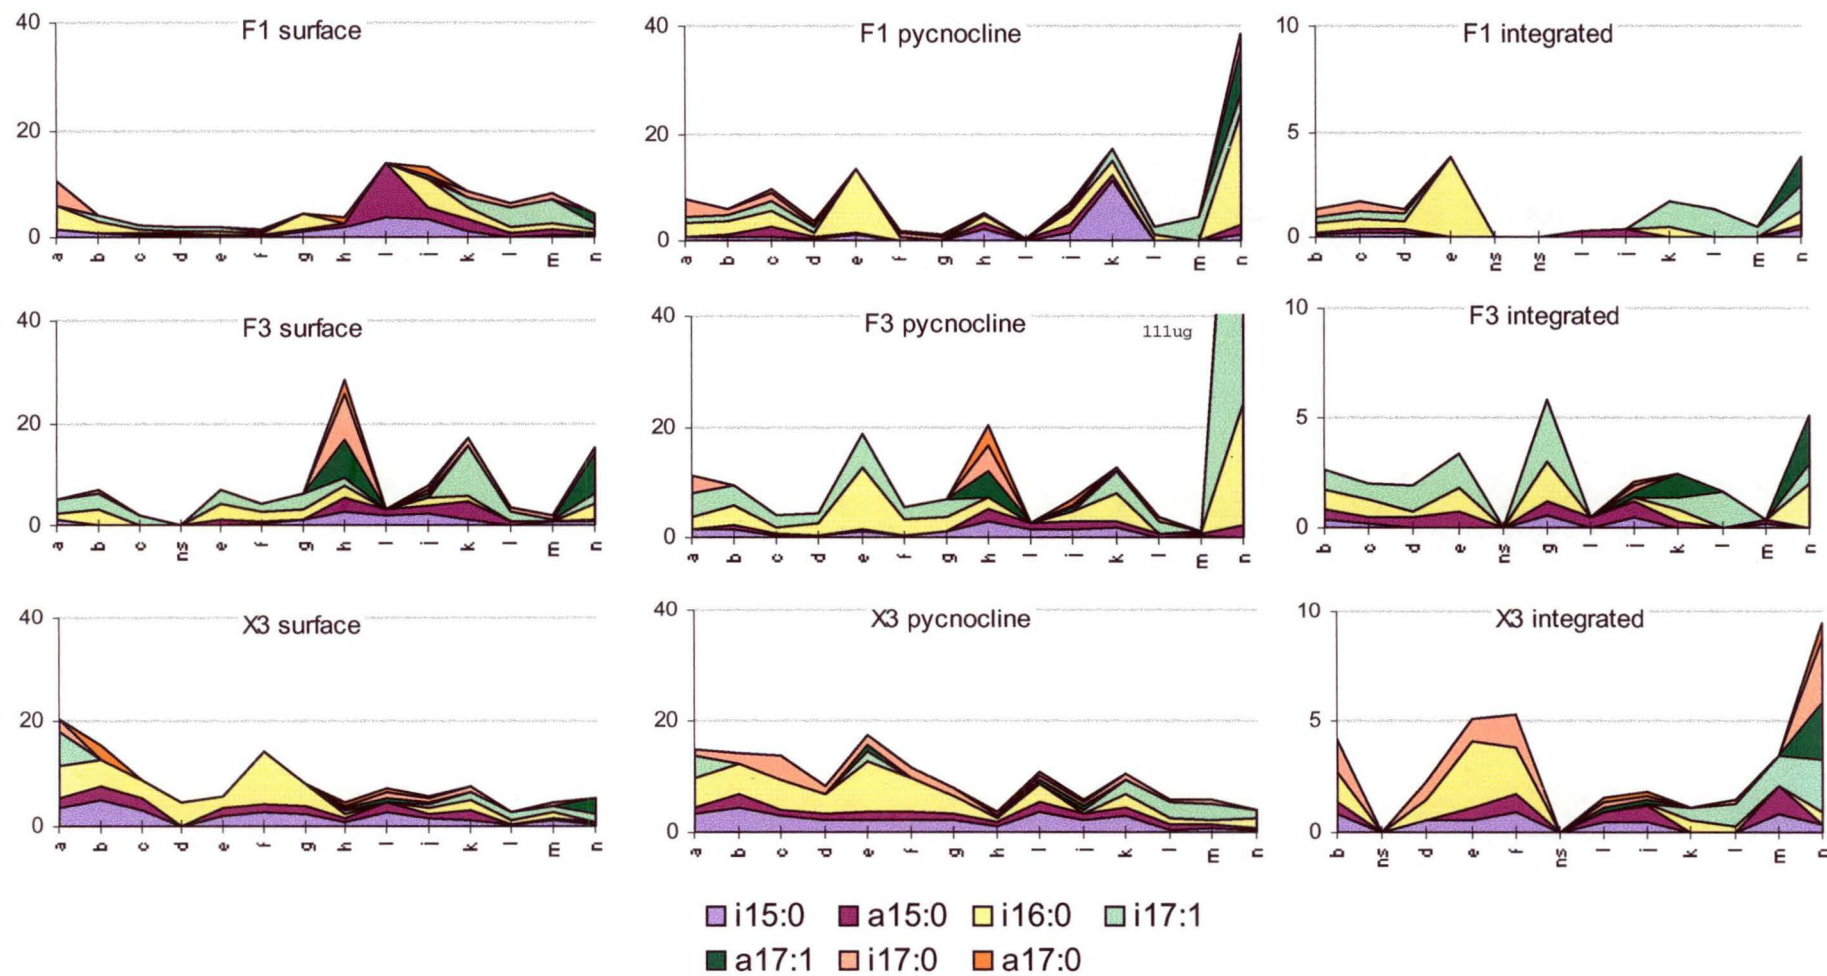 F1 surface
40
20
0
a b c d e f g h l i k l m n
F1 pycnocline
40
20
0
a b c d e f g h l i k l m n
F1 integrated
10
5
0
b c d e ns ns l i k l m n
F3 surface
40
20
0
a b c ns e f g h l i k l m n
F3 pycnocline
111ug
40
20
0
a b c d e f g h l i k l m n
F3 integrated
10
5
0
b c d e ns g l i k l m n
X3 surface
40
20
0
a b c d e f g h l i k l m n
X3 pycnocline
40
20
0
a b c d e f g h l i k l m n
X3 integrated
10
5
0
b ns d e f ns l i k l m n
i15:0 a15:0 i16:0 i17:1
a17:1 i17:0 a17:0